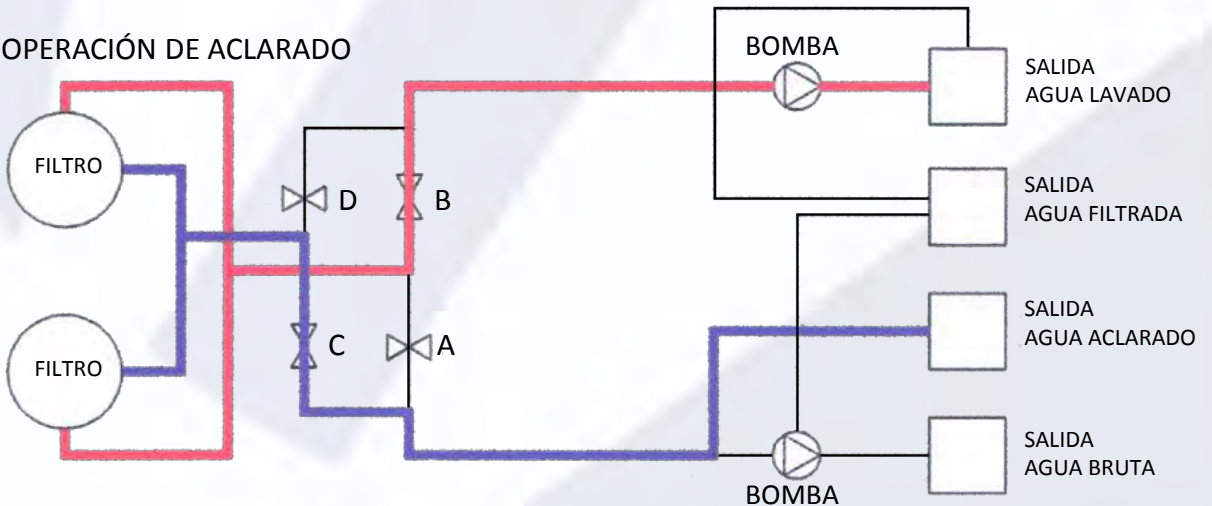 OPERACIÓN DE ACLARADO
BOMBA
SALIDA
AGUA LAVADO
FILTRO
D
B
SALIDA
AGUA FILTRADA
SALIDA
AGUA ACLARADO
C
A
FILTRO
SALIDA
AGUA BRUTA
BOMBA